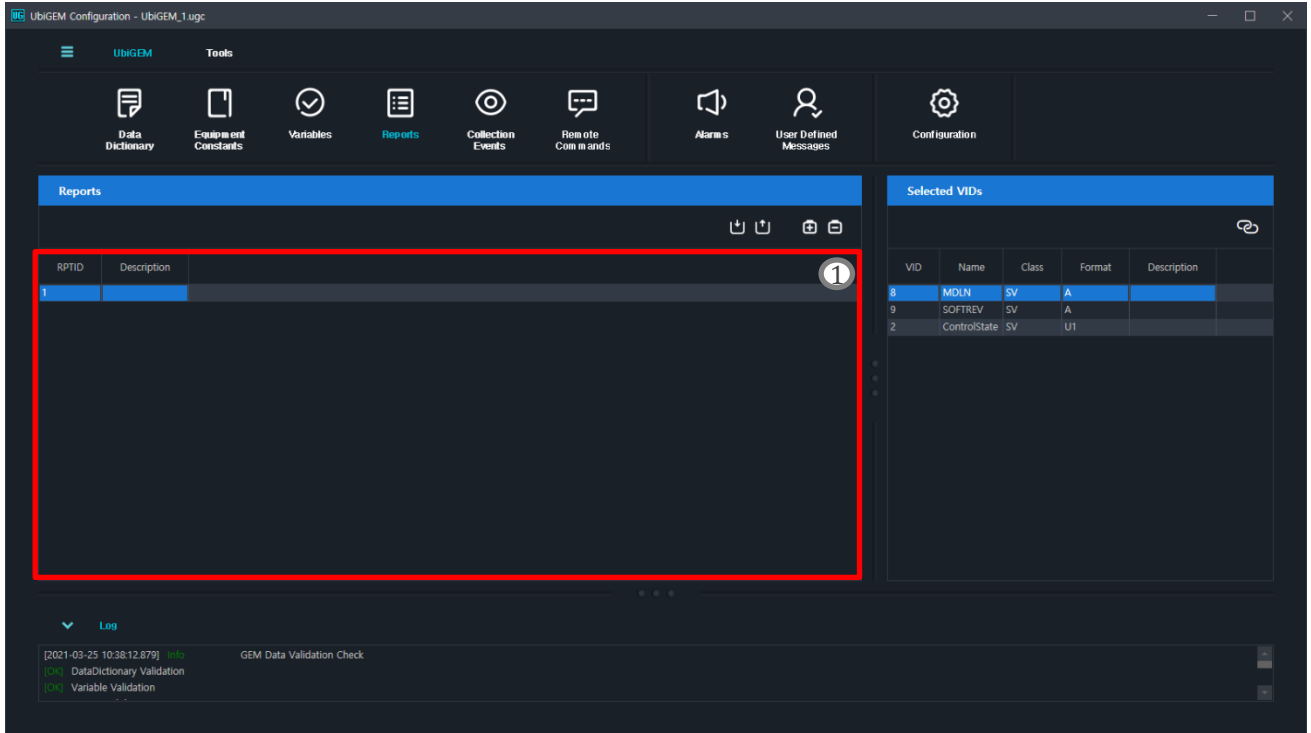 UG UbiGEM Configuration - UbiGEM_1.ugc
UbiGEM Tools
Data Dictionary
Equipment Constants
Variables
Reports
Collection Events
Remote Commands
Alarms
User Defined Messages
Configuration
Reports
1
RPTID Description
1
Selected VIDs
VID Name Class Format Description
8 MDLN SV A
9 SOFTREV SV A
2 ControlState SV U1
Log
[2021-03-25 10:38:12.879] Info GEM Data Validation Check
[OK] DataDictionary Validation
[OK] Variable Validation